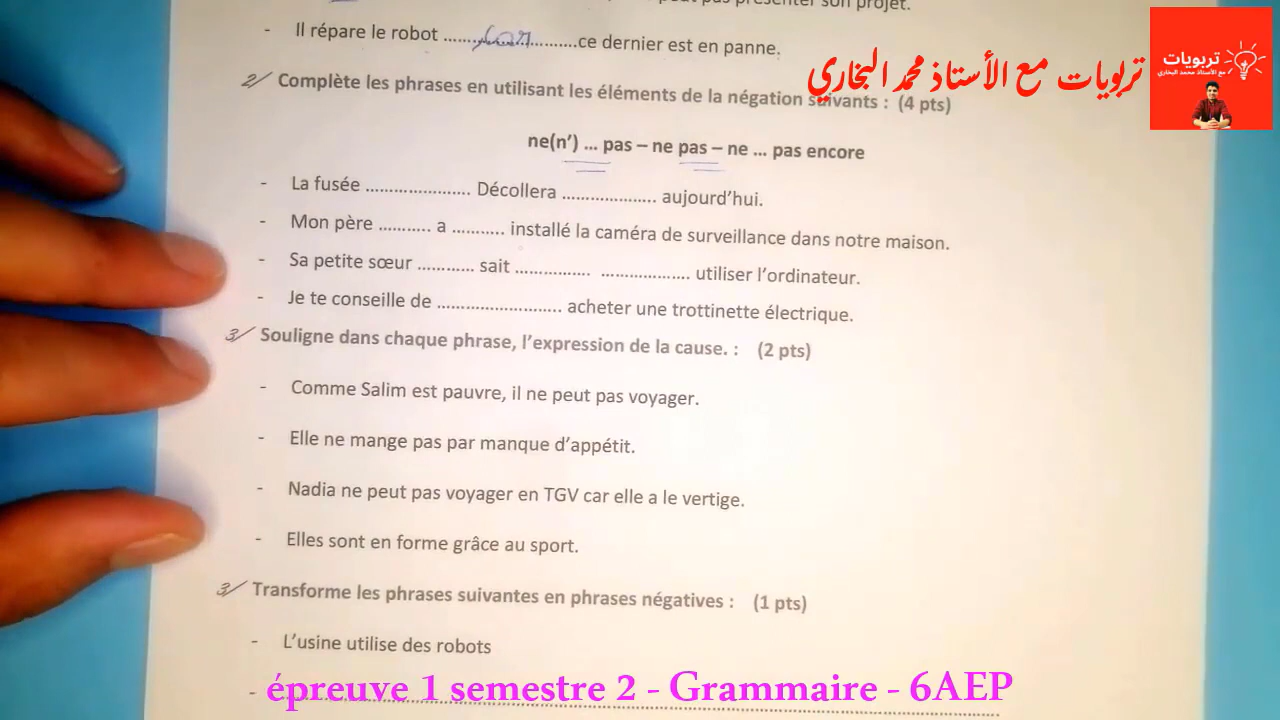 son projet.
- Il répare le robot ......car......ce dernier est en panne.
تربويات
مع الأستاذ محمد البخاري
تربويات مع الأستاذ محمد البخاري
2/ Complète les phrases en utilisant les éléments de la négation suivants : (4 pts)
ne(n') ... pas – ne pas – ne ... pas encore
- La fusée ...................... Décollera .................... aujourd'hui.
- Mon père ........... a ........... installé la caméra de surveillance dans notre maison.
- Sa petite sœur ............ sait ................ ................... utiliser l'ordinateur.
- Je te conseille de .......................... acheter une trottinette électrique.
3/ Souligne dans chaque phrase, l'expression de la cause. : (2 pts)
- Comme Salim est pauvre, il ne peut pas voyager.
- Elle ne mange pas par manque d'appétit.
- Nadia ne peut pas voyager en TGV car elle a le vertige.
- Elles sont en forme grâce au sport.
3/ Transforme les phrases suivantes en phrases négatives : (1 pts)
- L'usine utilise des robots
- ................................................
épreuve 1 semestre 2 - Grammaire - 6AEP